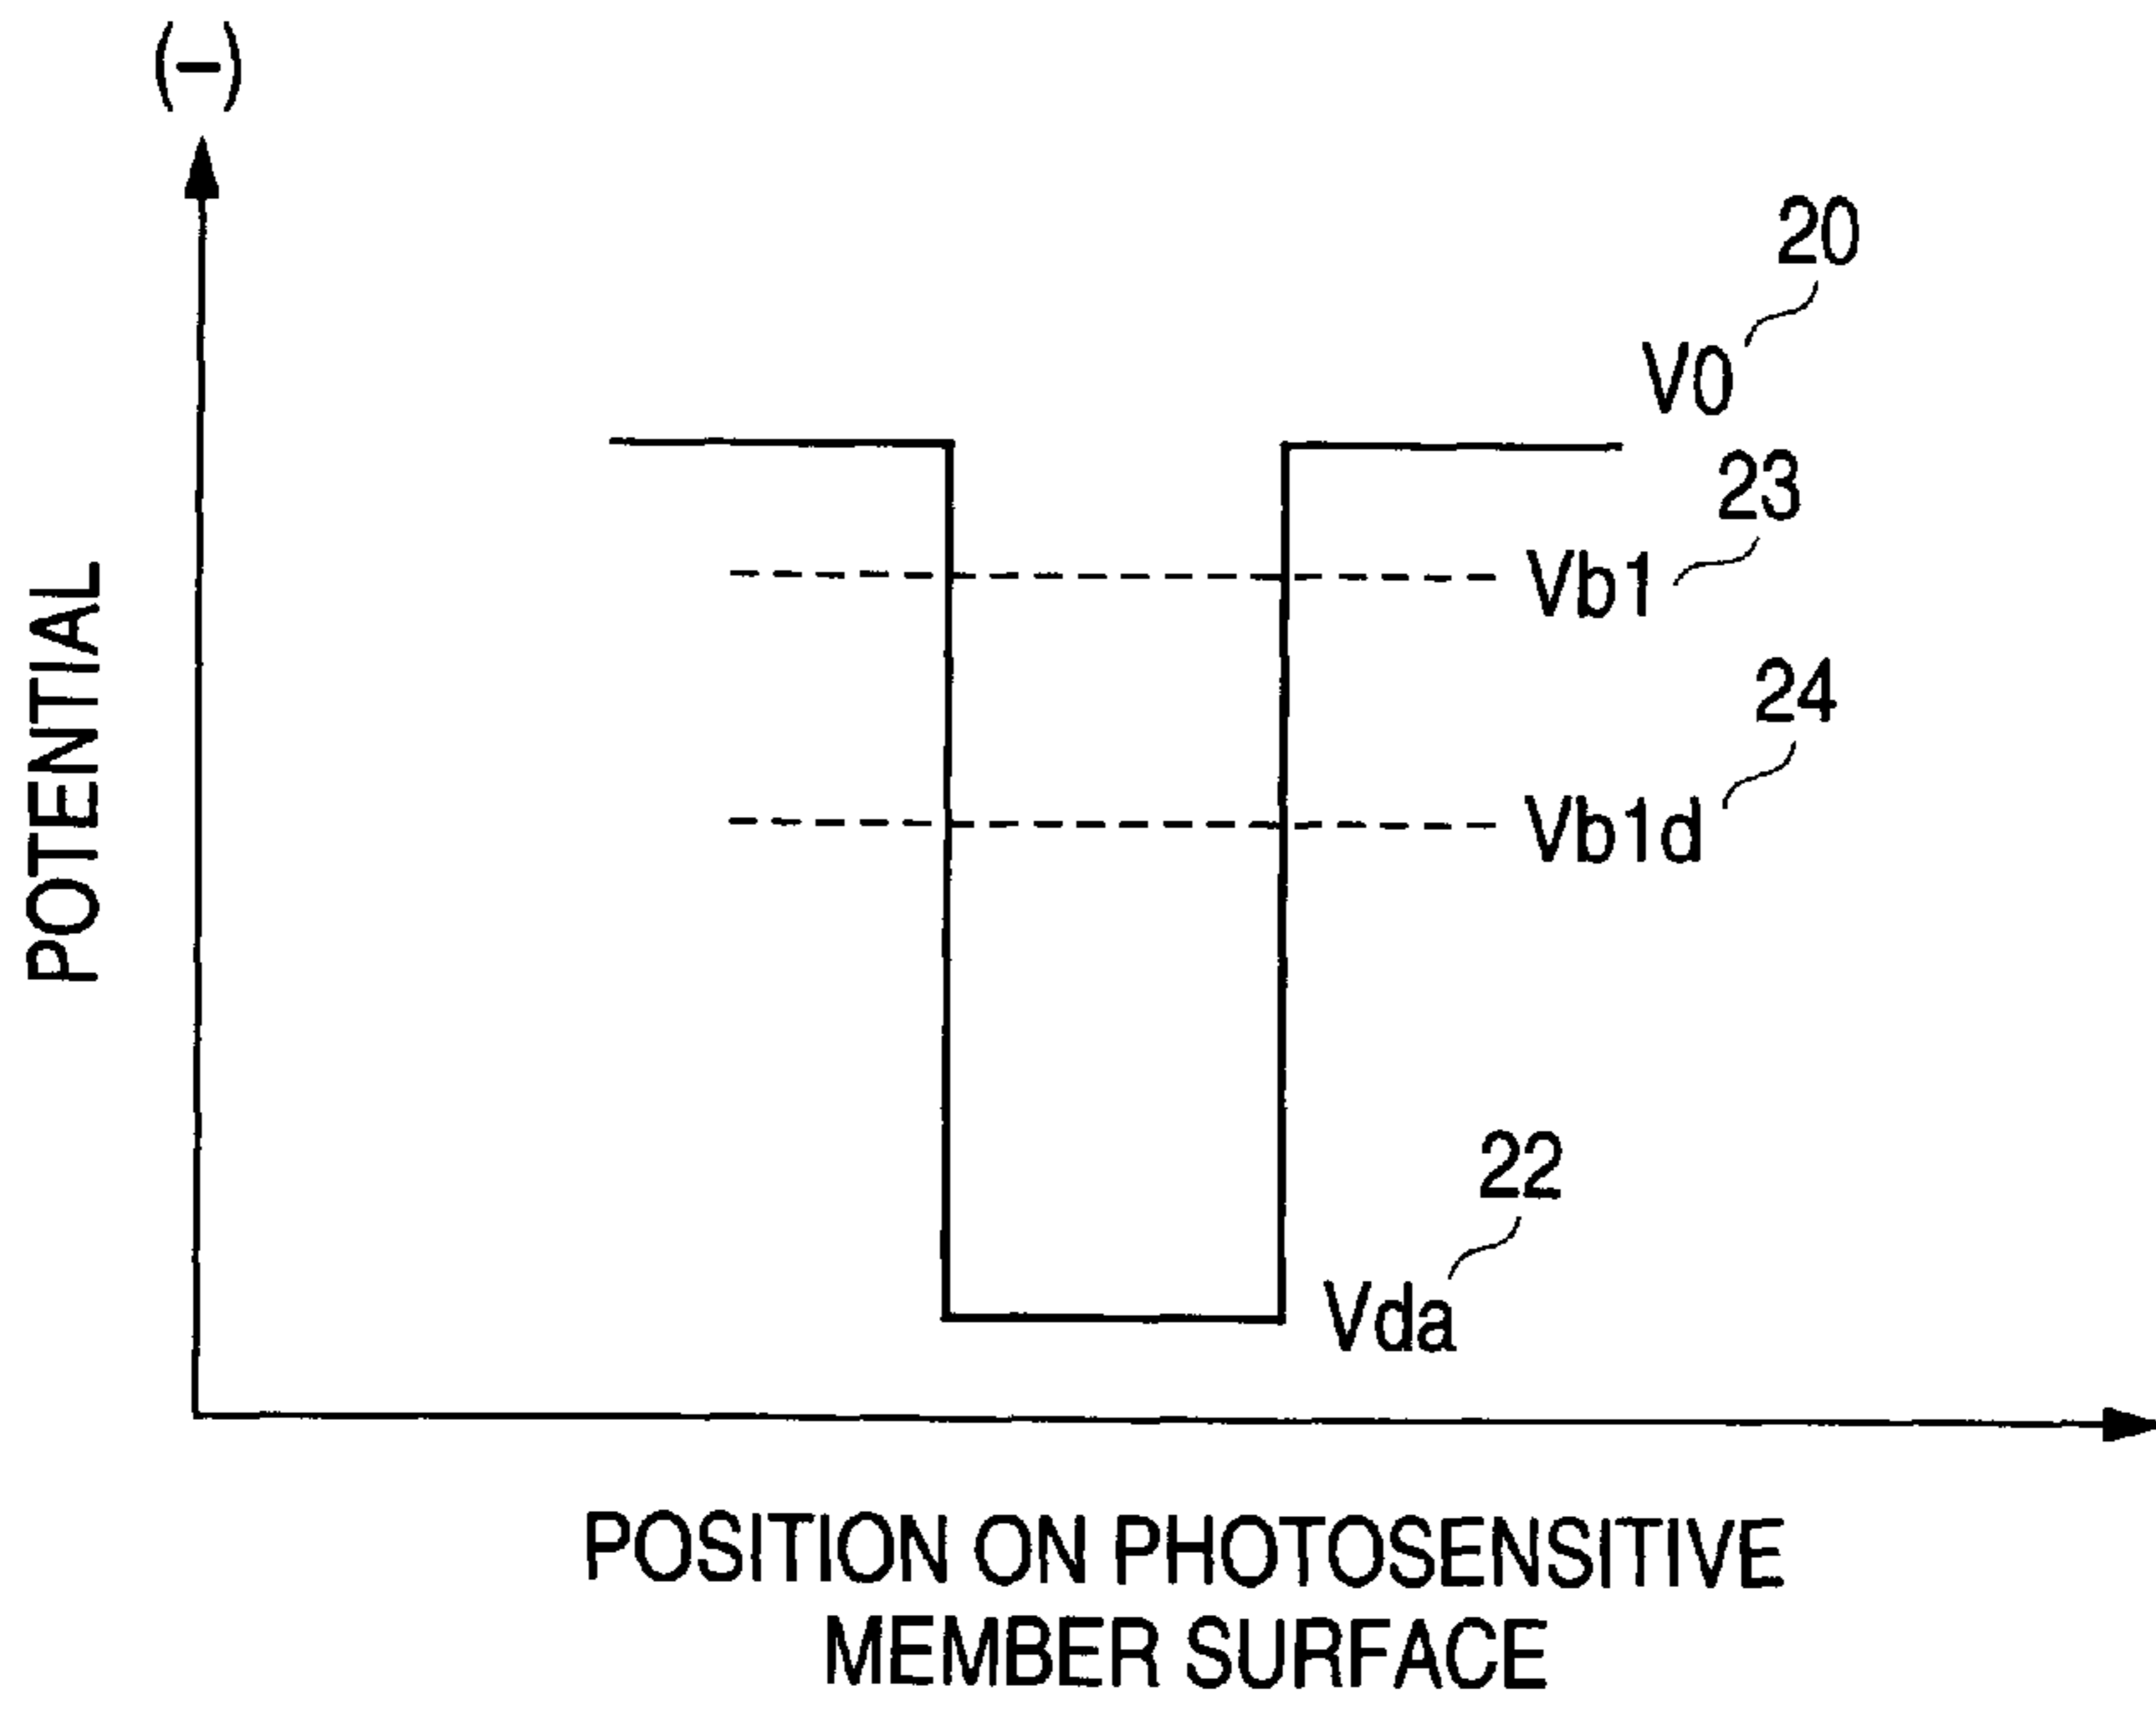 (-)
20
V0
23
Vb1
24
Vb1d
22
Vda
POTENTIAL
POSITION ON PHOTOSENSITIVE
MEMBER SURFACE